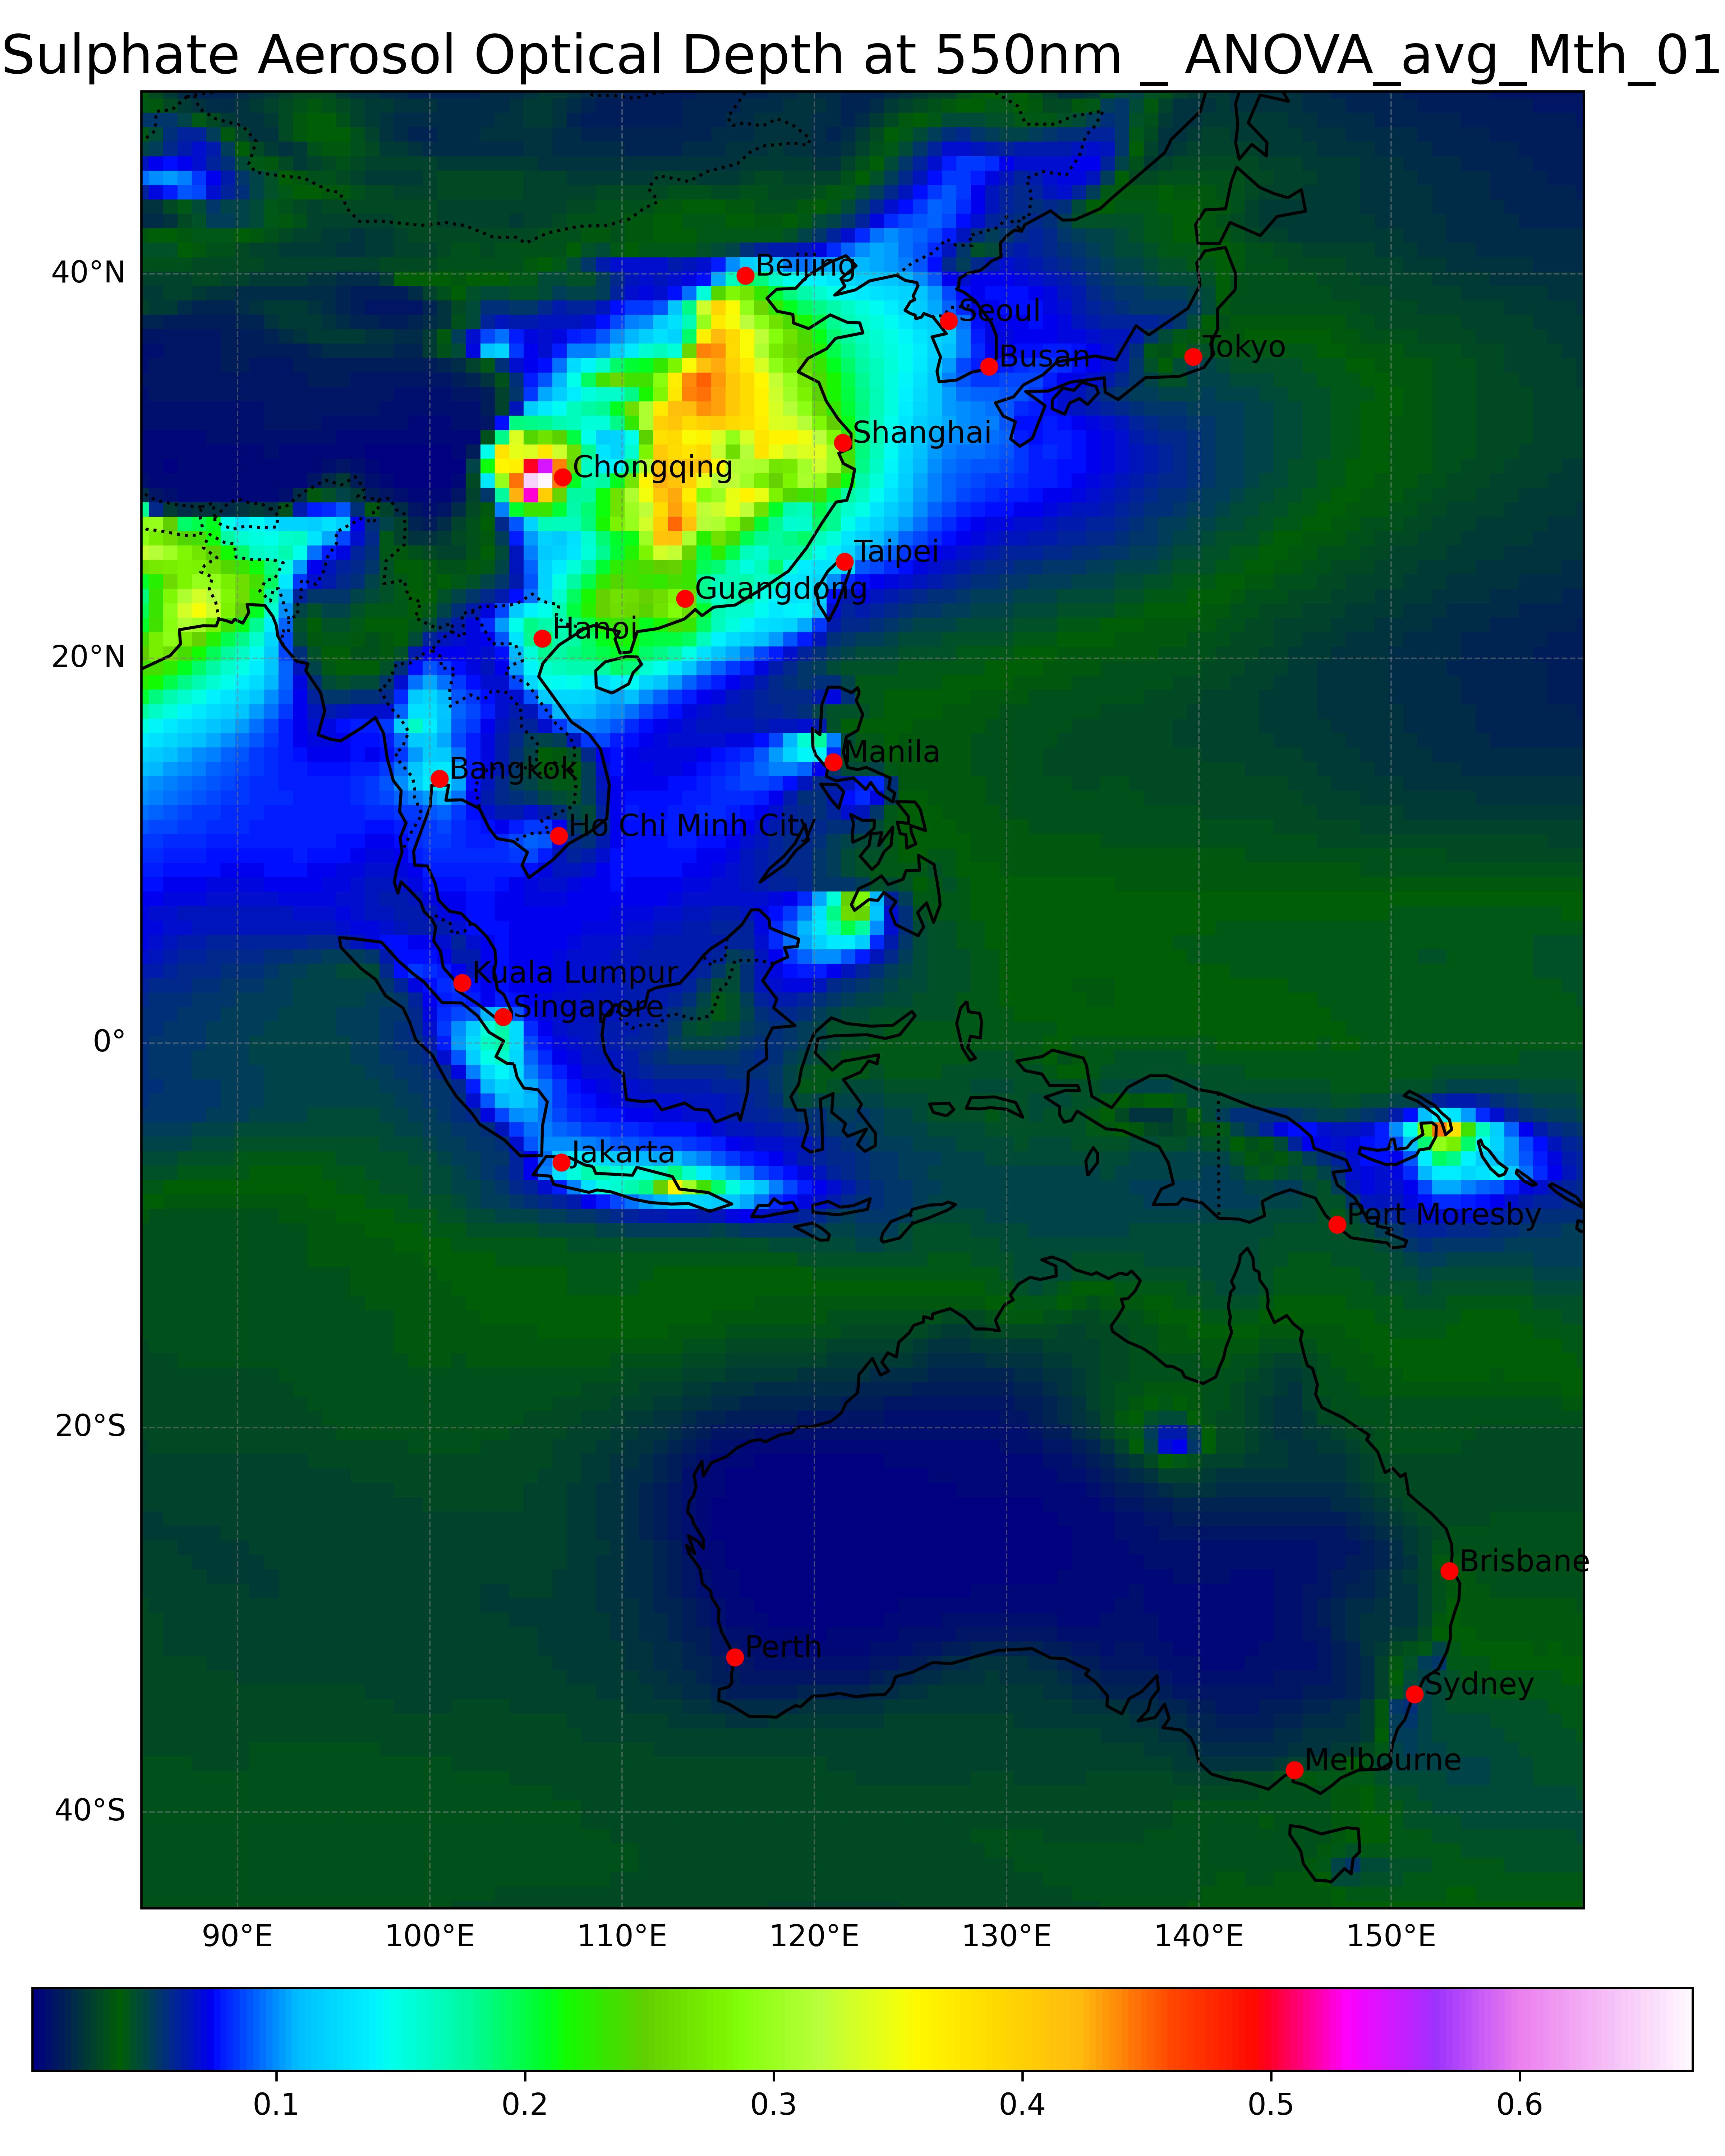 Sulphate Aerosol Optical Depth at 550nm _ ANOVA_avg_Mth_01
40°N
20°N
0°
20°S
40°S
Beijing
Seoul
Busan
Tokyo
Shanghai
Chongqing
Taipei
Guangdong
Hanoi
Manila
Bangkok
Ho Chi Minh City
Kuala Lumpur
Singapore
Jakarta
Port Moresby
Brisbane
Perth
Sydney
Melbourne
90°E 100°E 110°E 120°E 130°E 140°E 150°E
0.1 0.2 0.3 0.4 0.5 0.6